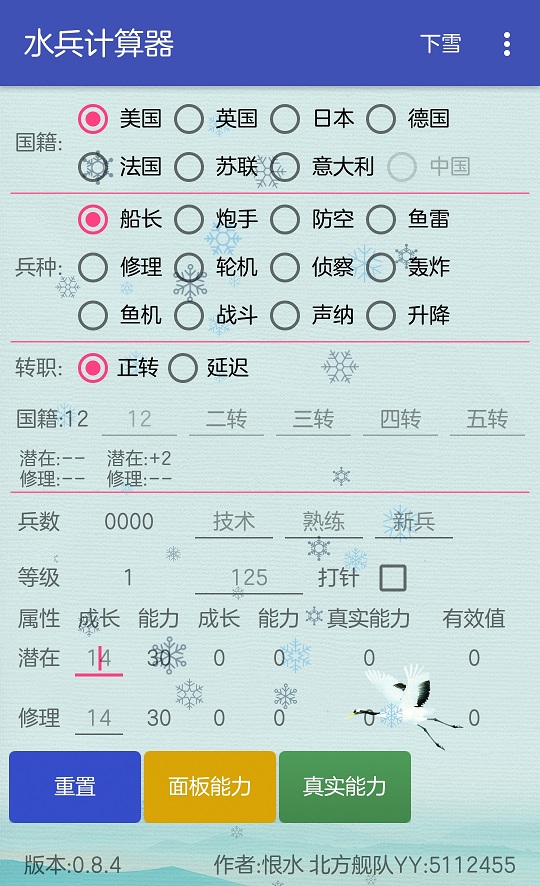 水兵计算器 下雪
美国 英国 日本 德国
国籍:
法国 苏联 意大利 中国
船长 炮手 防空 鱼雷
兵种: 修理 轮机 侦察 轰炸
鱼机 战斗 声纳 升降
转职: 正转 延迟
国籍:12 12 二转 三转 四转 五转
潜在:-- 潜在:+2
修理:-- 修理:--
兵数 0000 技术 熟练 新兵
等级 1 125 打针
属性 成长 能力 成长 能力 真实能力 有效值
潜在 14 30 0 0 0 0
修理 14 30 0 0 0 0
重置 面板能力 真实能力
版本:0.8.4 作者:恨水 北方舰队YY:5112455